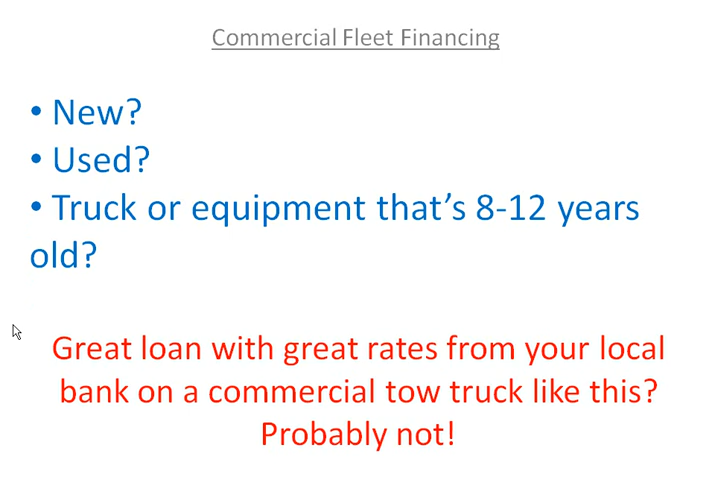 Commercial Fleet Financing
• New?
• Used?
• Truck or equipment that’s 8-12 years
old?
Great loan with great rates from your local
bank on a commercial tow truck like this?
Probably not!